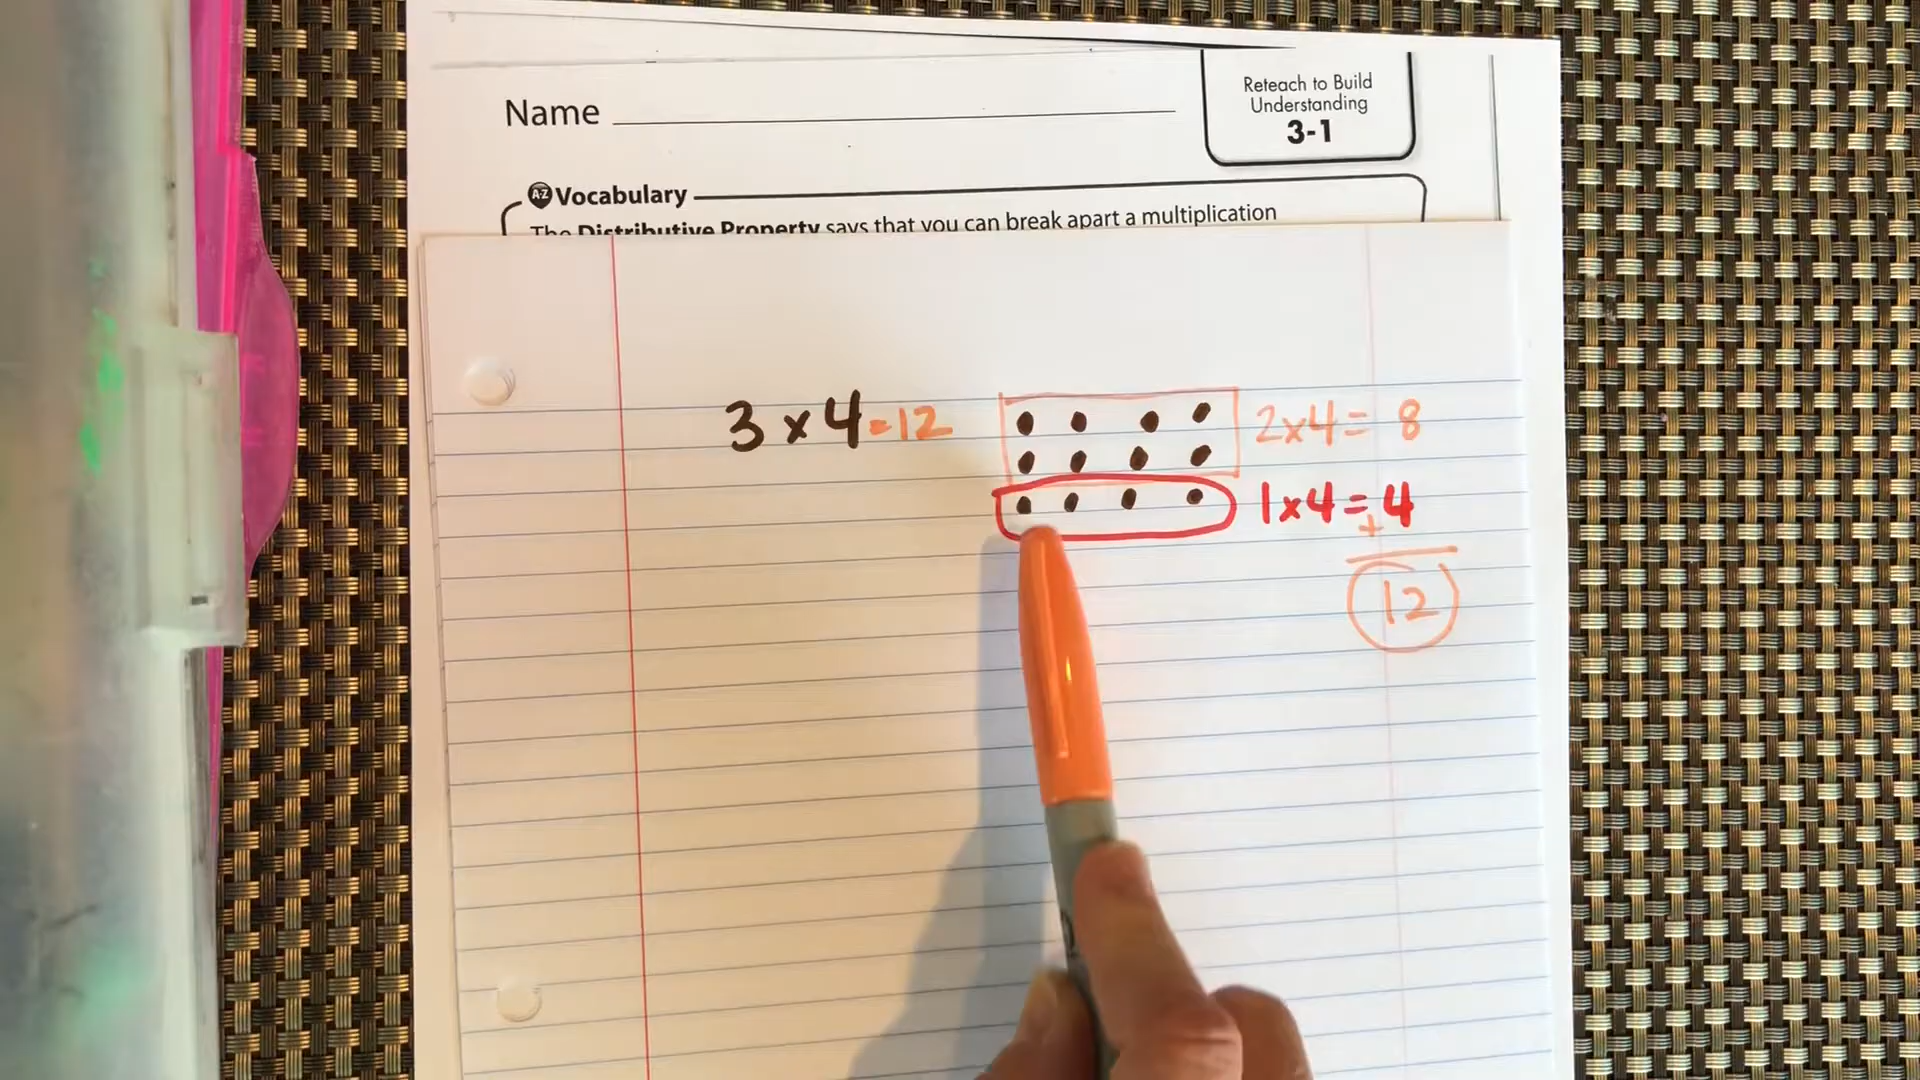 Name
Reteach to Build
Understanding
3-1
A-Z Vocabulary
The Distributive Property says that you can break apart a multiplication
3 x 4 = 12
2x4 = 8
1x4 = 4
+
12